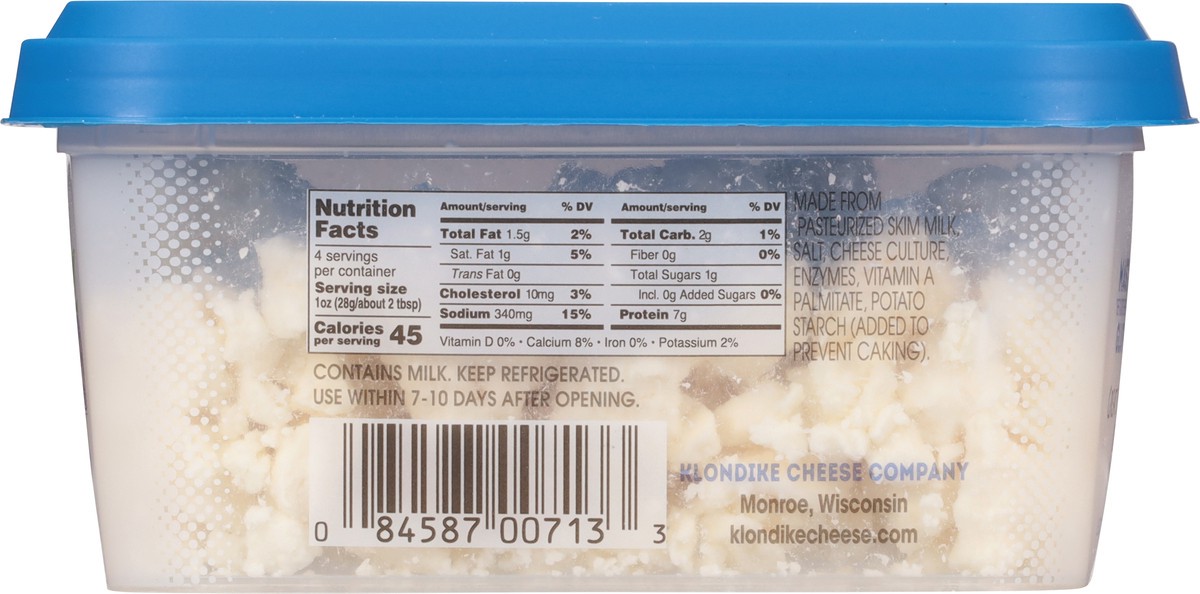 Nutrition
Facts
4 servings
per container
Serving size
1oz (28g/about 2 tbsp)
Calories
per serving 45
Amount/serving % DV
Total Fat 1.5g 2%
Sat. Fat 1g 5%
Trans Fat 0g
Cholesterol 10mg 3%
Sodium 340mg 15%
Amount/serving % DV
Total Carb. 2g 1%
Fiber 0g 0%
Total Sugars 1g
Incl. 0g Added Sugars 0%
Protein 7g
Vitamin D 0% • Calcium 8% • Iron 0% • Potassium 2%
MADE FROM
PASTEURIZED SKIM MILK,
SALT, CHEESE CULTURE,
ENZYMES, VITAMIN A
PALMITATE, POTATO
STARCH (ADDED TO
PREVENT CAKING).
CONTAINS MILK. KEEP REFRIGERATED.
USE WITHIN 7-10 DAYS AFTER OPENING.
0 84587 00713 3
KLONDIKE CHEESE COMPANY
Monroe, Wisconsin
klondikecheese.com